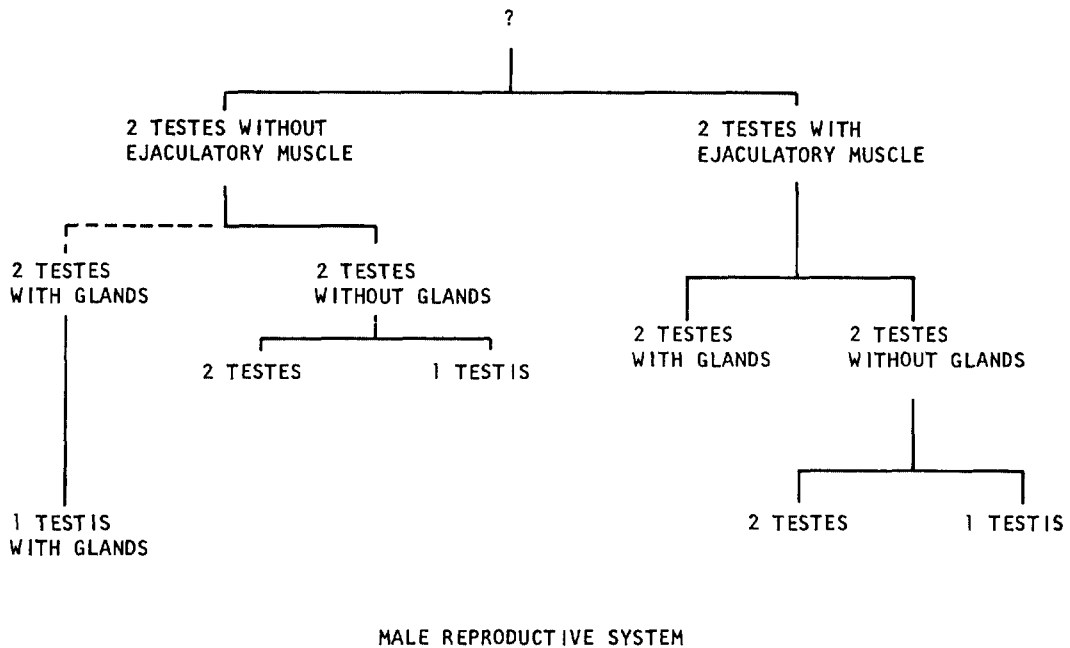 ?
2 TESTES WITHOUT
EJACULATORY MUSCLE
2 TESTES WITH
EJACULATORY MUSCLE
2 TESTES
WITH GLANDS
2 TESTES
WITHOUT GLANDS
2 TESTES
WITH GLANDS
2 TESTES
WITHOUT GLANDS
2 TESTES
1 TESTIS
2 TESTES
1 TESTIS
1 TESTIS
WITH GLANDS
MALE REPRODUCTIVE SYSTEM